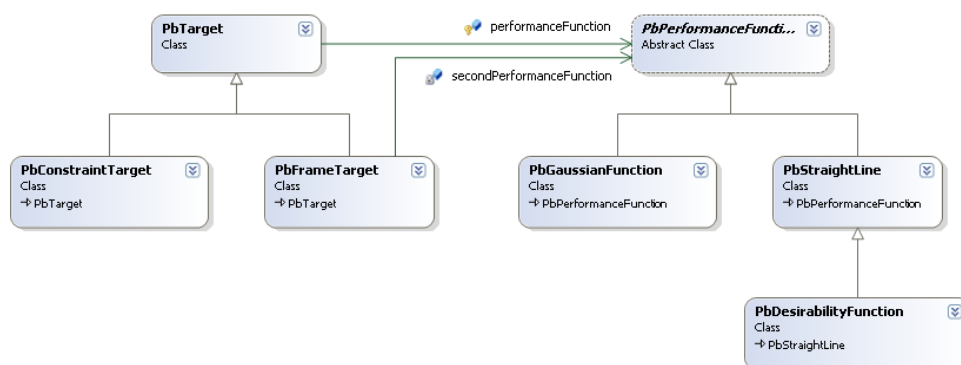 PbTarget
Class
performanceFunction
PbPerformanceFuncti...
Abstract Class
secondPerformanceFunction
PbConstraintTarget
Class
PbTarget
PbFrameTarget
Class
PbTarget
PbGaussianFunction
Class
PbPerformanceFunction
PbStraightLine
Class
PbPerformanceFunction
PbDesirabilityFunction
Class
PbStraightLine